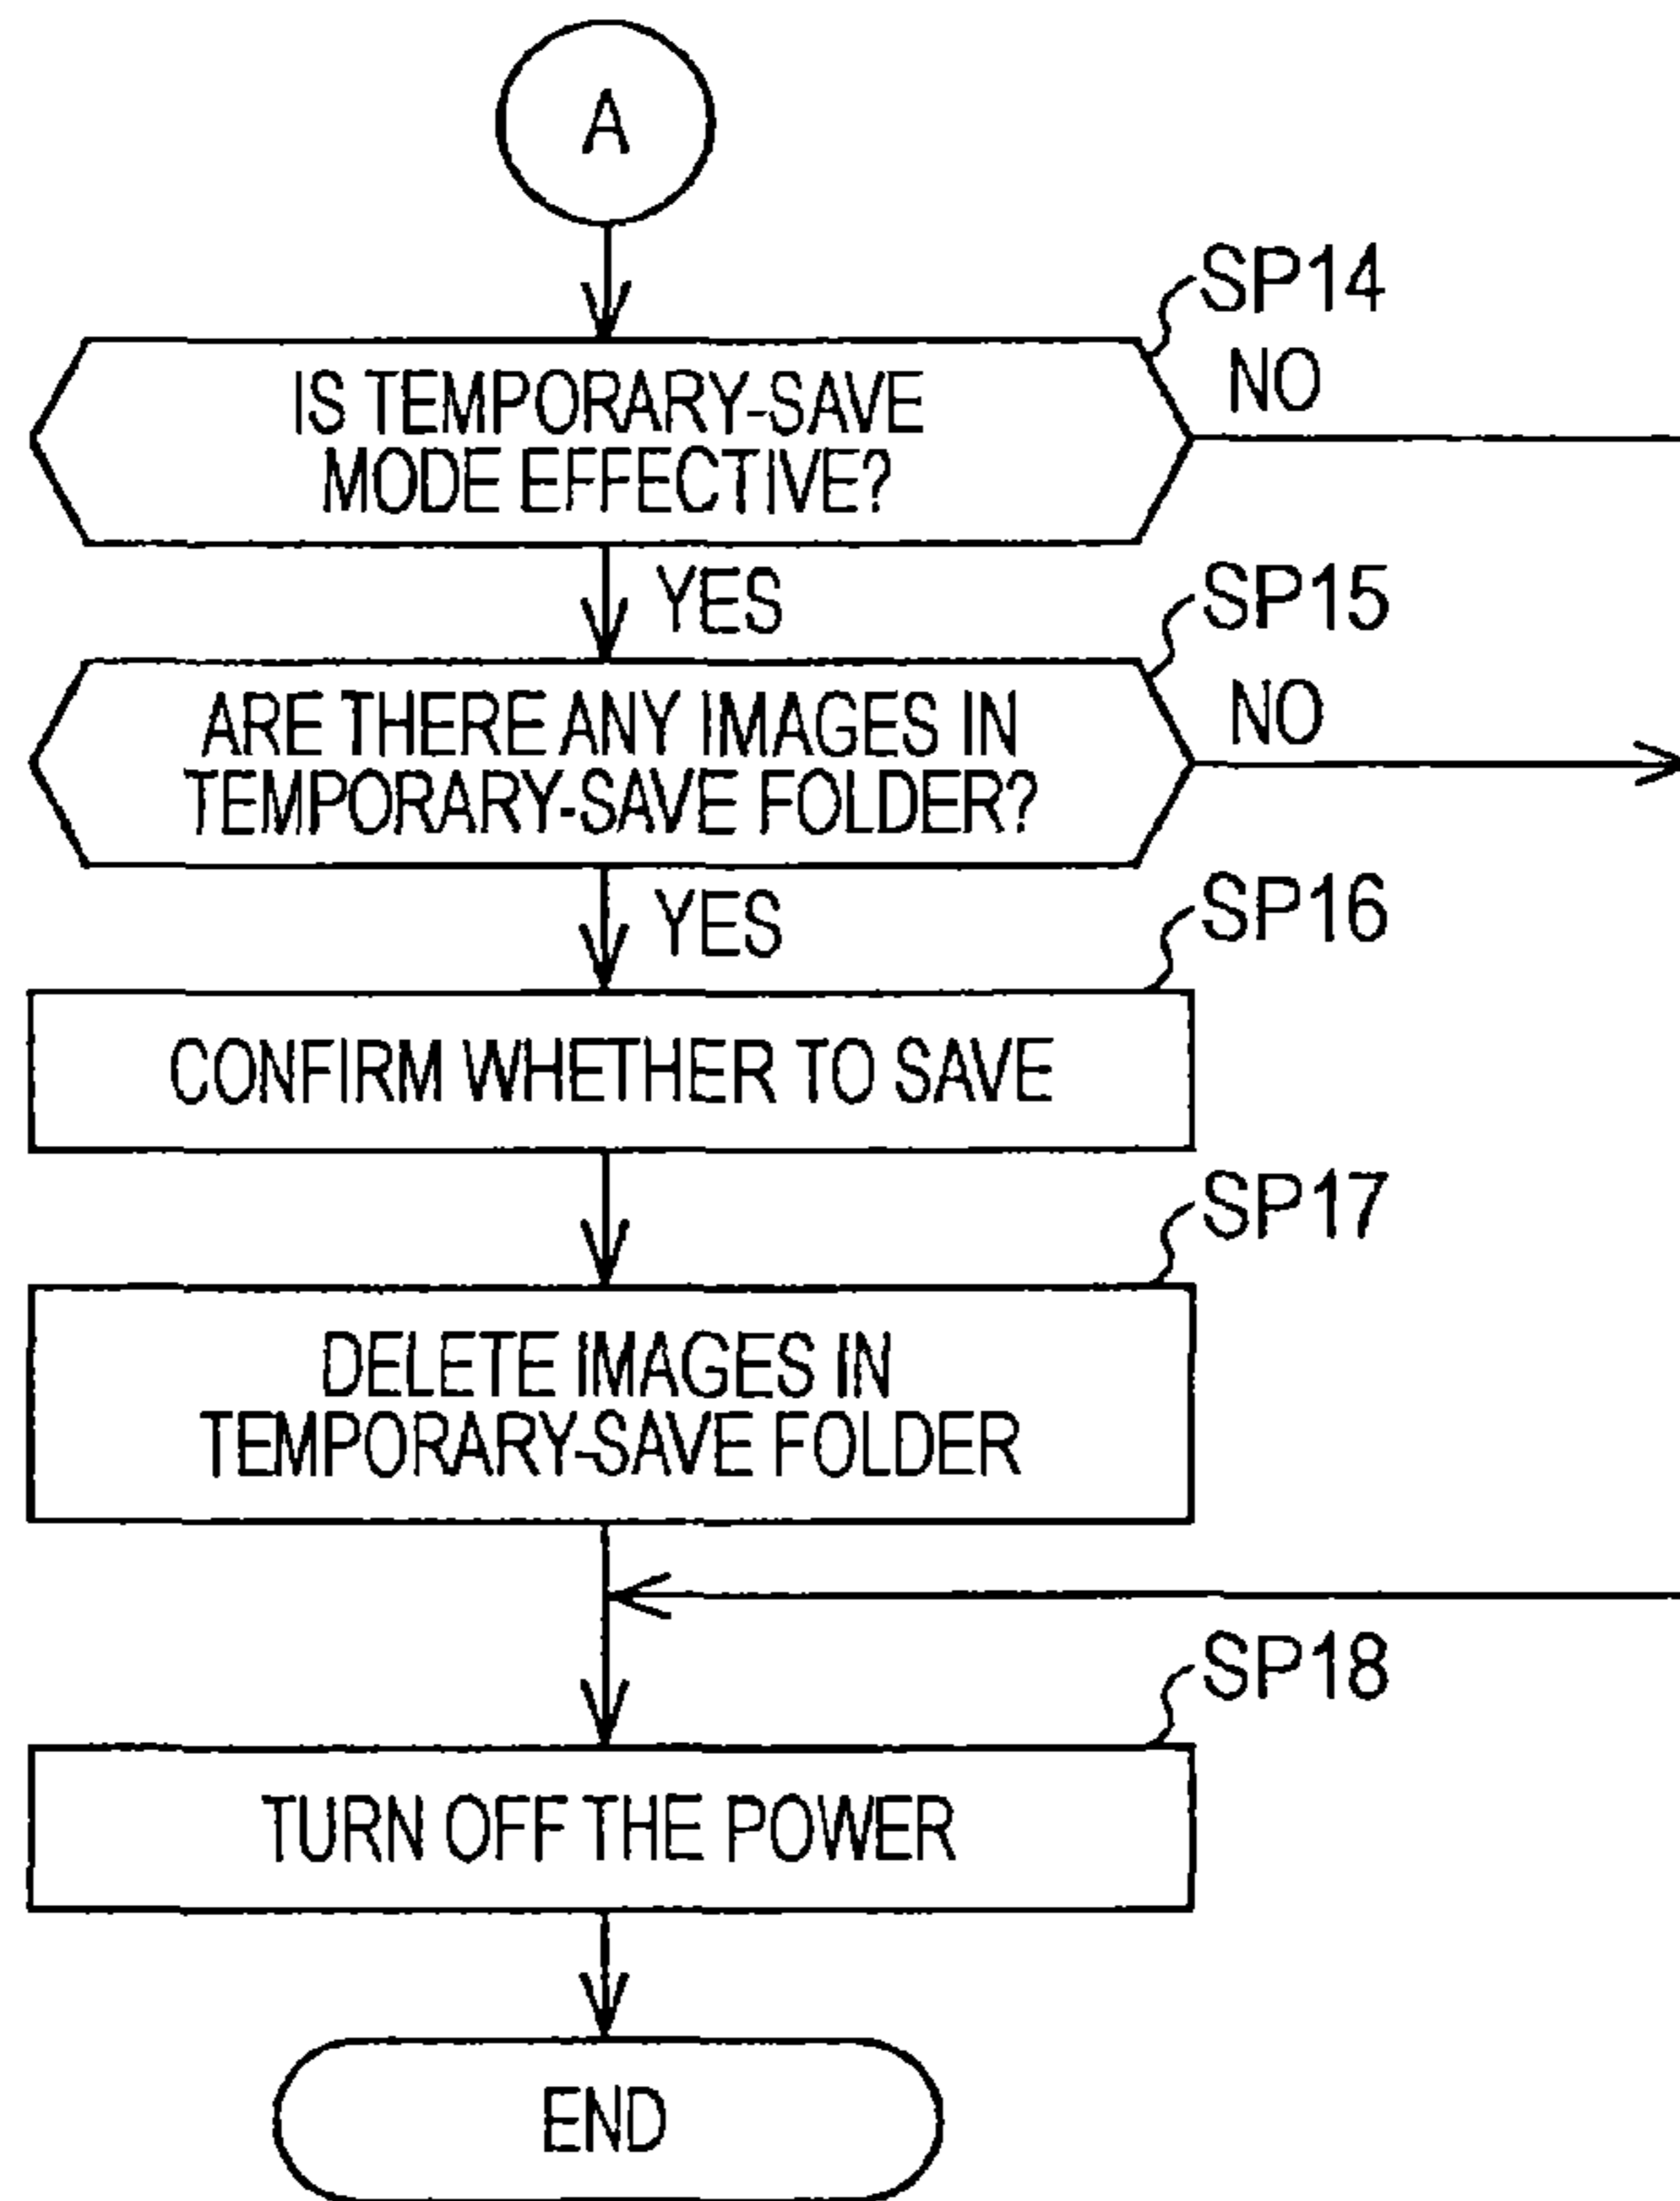 A
SP14
IS TEMPORARY-SAVE
MODE EFFECTIVE?
NO
YES
SP15
ARE THERE ANY IMAGES IN
TEMPORARY-SAVE FOLDER?
NO
YES
SP16
CONFIRM WHETHER TO SAVE
SP17
DELETE IMAGES IN
TEMPORARY-SAVE FOLDER
SP18
TURN OFF THE POWER
END